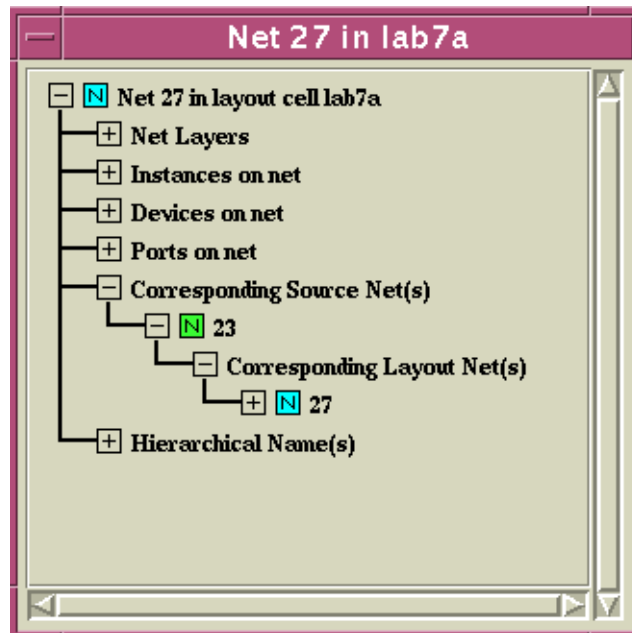 Net 27 in lab7a
N Net 27 in layout cell lab7a
Net Layers
Instances on net
Devices on net
Ports on net
Corresponding Source Net(s)
N 23
Corresponding Layout Net(s)
N 27
Hierarchical Name(s)